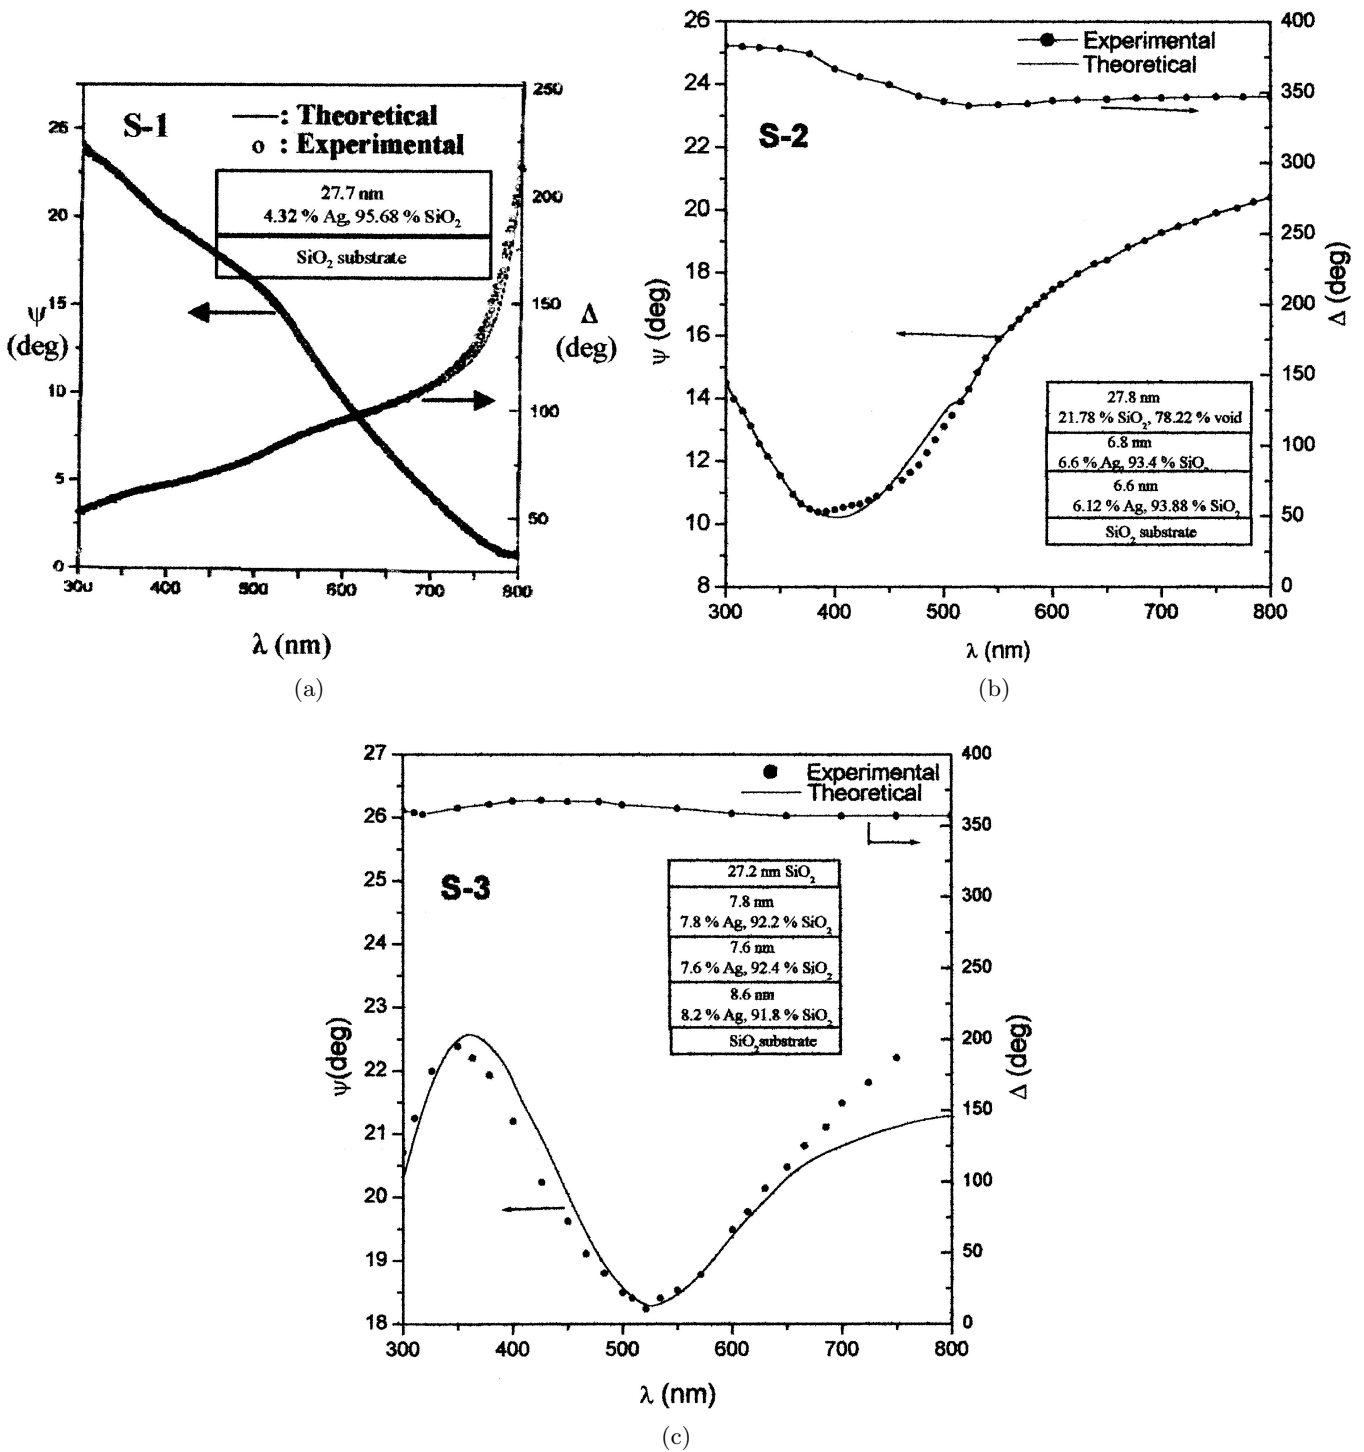 S-1
—: Theoretical
o : Experimental
27.7 nm
4.32 % Ag, 95.68 % SiO₂
SiO₂ substrate
25
20
15
10
5
0
ψ
(deg)
250
200
150
100
50
Δ
(deg)
300
400
500
600
700
800
λ (nm)
(a)
S-2
Experimental
Theoretical
26
24
22
20
18
16
14
12
10
8
ψ (deg)
400
350
300
250
200
150
100
50
0
Δ (deg)
27.8 nm
21.78 % SiO₂, 78.22 % void
6.8 nm
6.6 % Ag, 93.4 % SiO₂
6.6 nm
6.12 % Ag, 93.88 % SiO₂
SiO₂ substrate
300
400
500
600
700
800
λ (nm)
(b)
S-3
Experimental
Theoretical
27
26
25
24
23
22
21
20
19
18
ψ(deg)
400
350
300
250
200
150
100
50
0
Δ (deg)
27.2 nm SiO₂
7.8 nm
7.8 % Ag, 92.2 % SiO₂
7.6 nm
7.6 % Ag, 92.4 % SiO₂
8.6 nm
8.2 % Ag, 91.8 % SiO₂
SiO₂substrate
300
400
500
600
700
800
λ (nm)
(c)